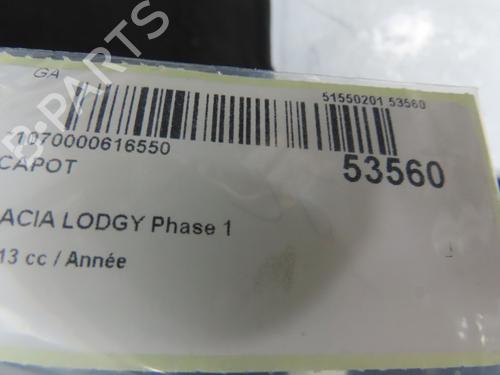 B-PARTS
GA
51550201 53560
1070000616550
CAPOT
53560
ACIA LODGY Phase 1
13 cc / Année